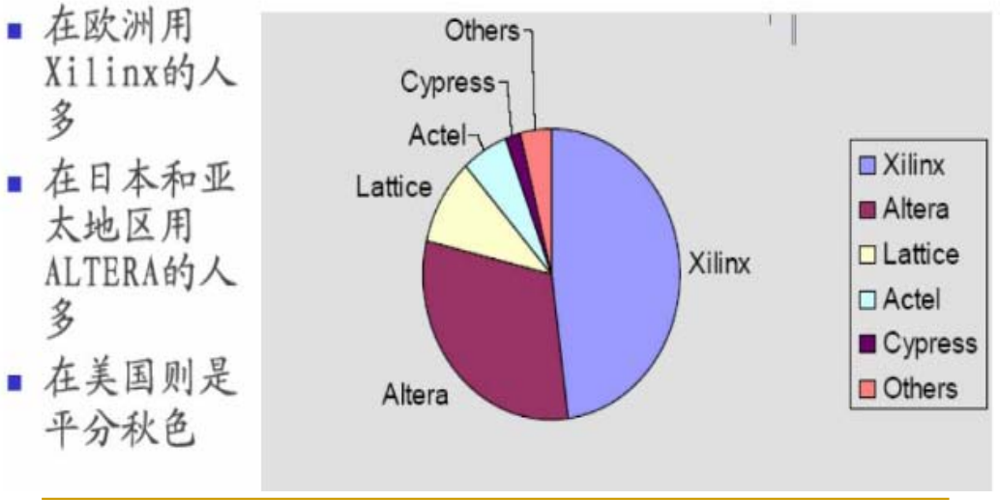 在欧洲用
Xilinx的人
多
在日本和亚
太地区用
ALTERA的人
多
在美国则是
平分秋色
Others
Cypress
Actel
Lattice
Xilinx
Altera
Xilinx
Altera
Lattice
Actel
Cypress
Others